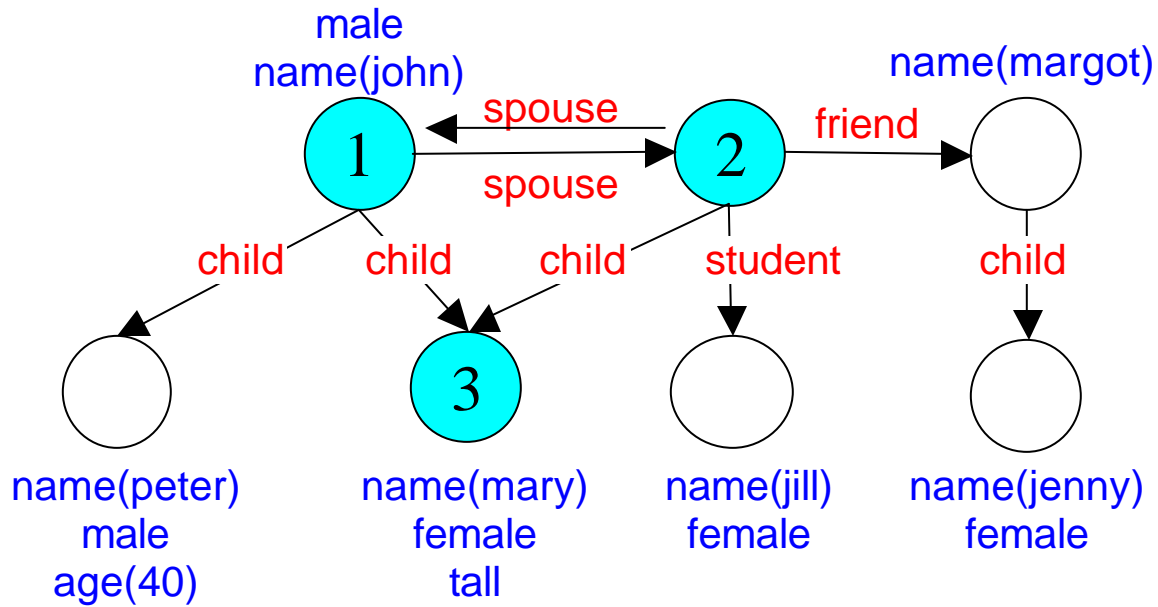 male
name(john)
name(margot)
spouse
friend
1
2
spouse
child
child
child
student
child
3
name(peter)
male
age(40)
name(mary)
female
tall
name(jill)
female
name(jenny)
female